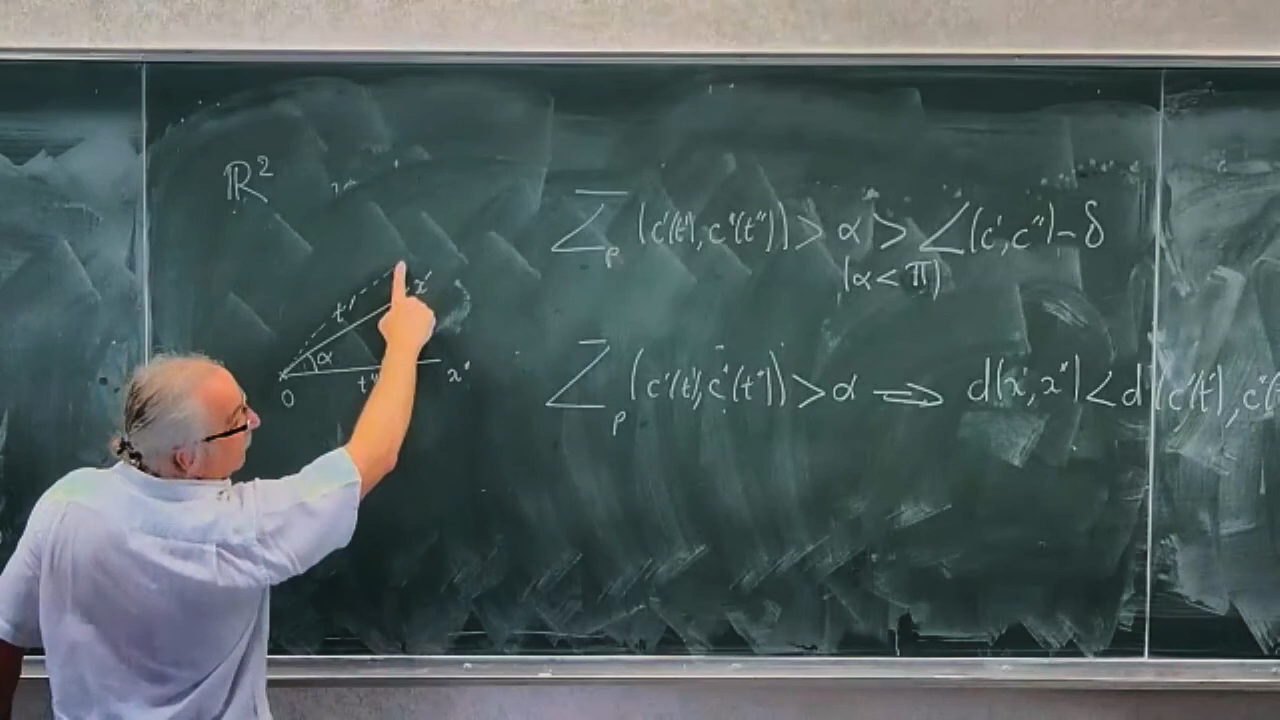 ℝ²
x'
t'
α
t"
x"
0
∠̅ₚ(c'(t'), c"(t")) > α > ∠(c', c") - δ
(α < π)
∠̅ₚ(c'(t'), c"(t")) > α ⇒ d(x', x") < d(c'(t'), c"(